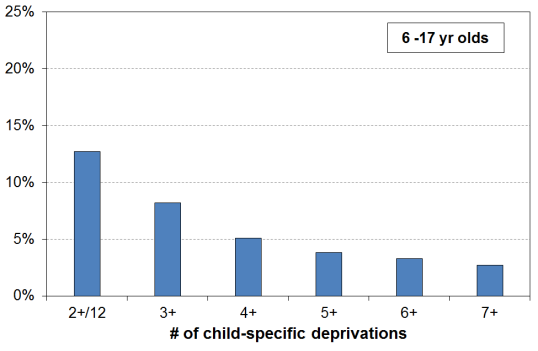 25%
6 -17 yr olds
20%
15%
10%
5%
0%
2+/12 3+ 4+ 5+ 6+ 7+
# of child-specific deprivations